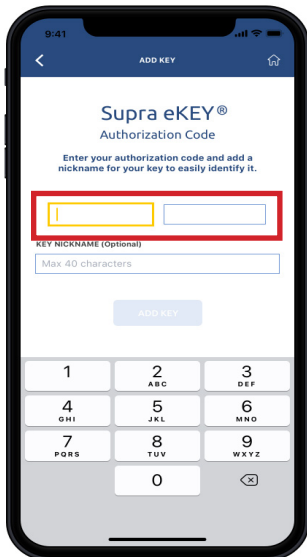 9:41
ADD KEY
Supra eKEY®
Authorization Code
Enter your authorization code and add a
nickname for your key to easily identify it.
KEY NICKNAME (Optional)
Max 40 characters
ADD KEY
1 2 3
ABC DEF
4 5 6
GHI JKL MNO
7 8 9
PQRS TUV WXYZ
0